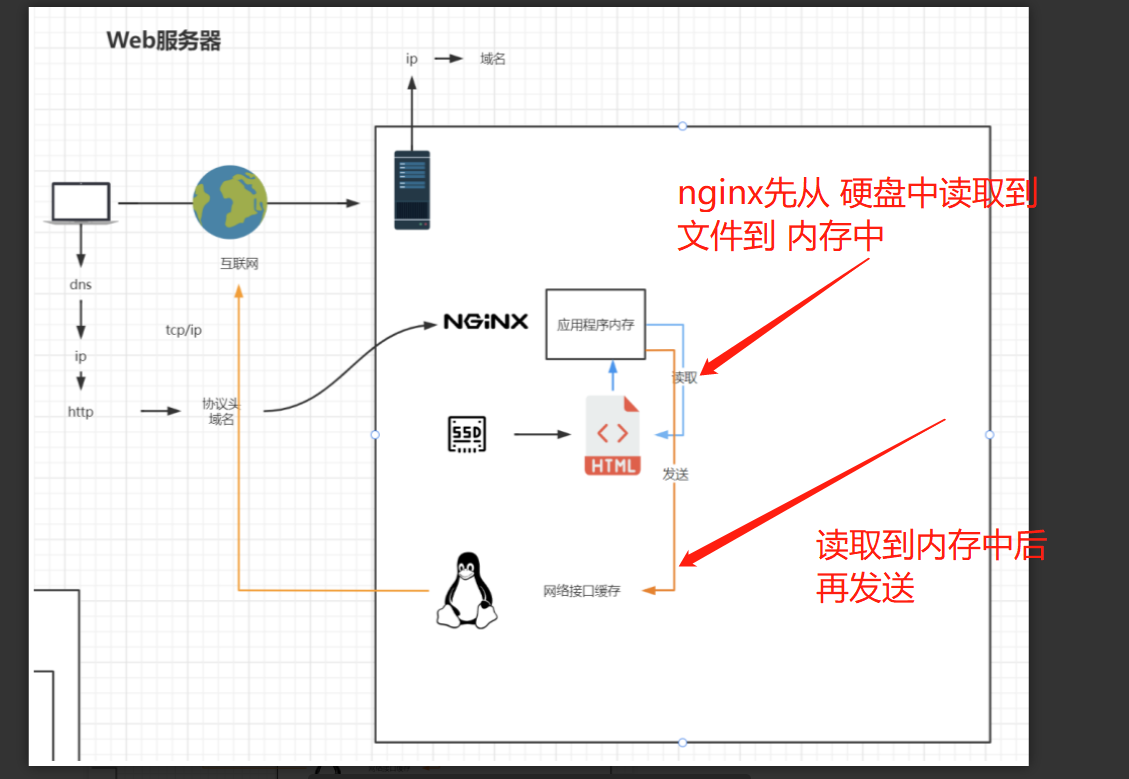 Web服务器
ip
域名
nginx先从 硬盘中读取到
文件到 内存中
互联网
dns
tcp/ip
NGiNX
应用程序内存
ip
读取
http
协议头
域名
SSD
HTML
发送
读取到内存中后
再发送
网络接口缓存